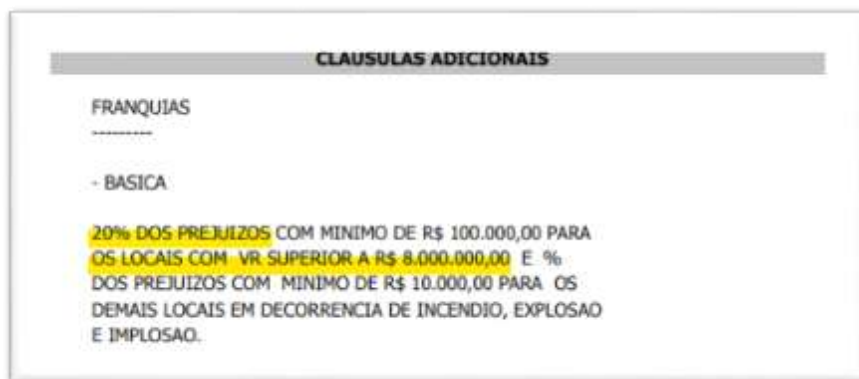 CLAUSULAS ADICIONAIS
FRANQUIAS
---------
- BASICA
20% DOS PREJUIZOS COM MINIMO DE R$ 100.000,00 PARA
OS LOCAIS COM VR SUPERIOR A R$ 8.000.000,00 E %
DOS PREJUIZOS COM MINIMO DE R$ 10.000,00 PARA OS
DEMAIS LOCAIS EM DECORRENCIA DE INCENDIO, EXPLOSAO
E IMPLOSAO.